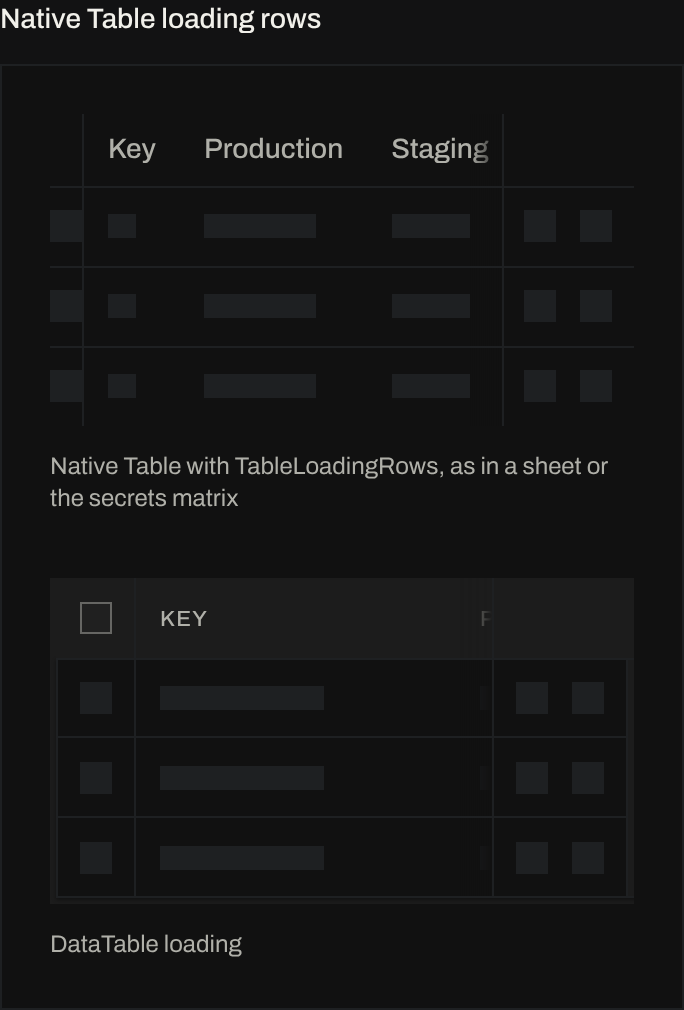 Native Table loading rows
Key Production Staging
Native Table with TableLoadingRows, as in a sheet or
the secrets matrix
KEY
DataTable loading